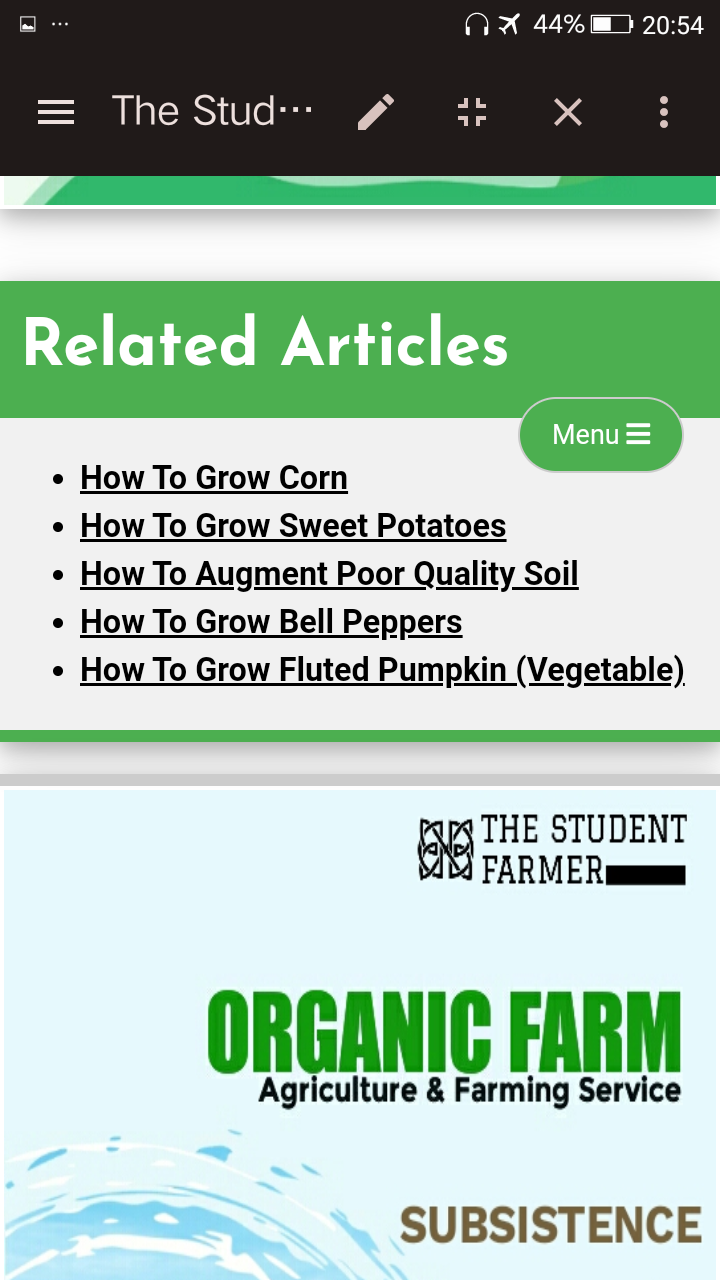 44% 20:54
The Stud...
Related Articles
Menu
How To Grow Corn
How To Grow Sweet Potatoes
How To Augment Poor Quality Soil
How To Grow Bell Peppers
How To Grow Fluted Pumpkin (Vegetable)
THE STUDENT
FARMER
ORGANIC FARM
Agriculture & Farming Service
SUBSISTENCE